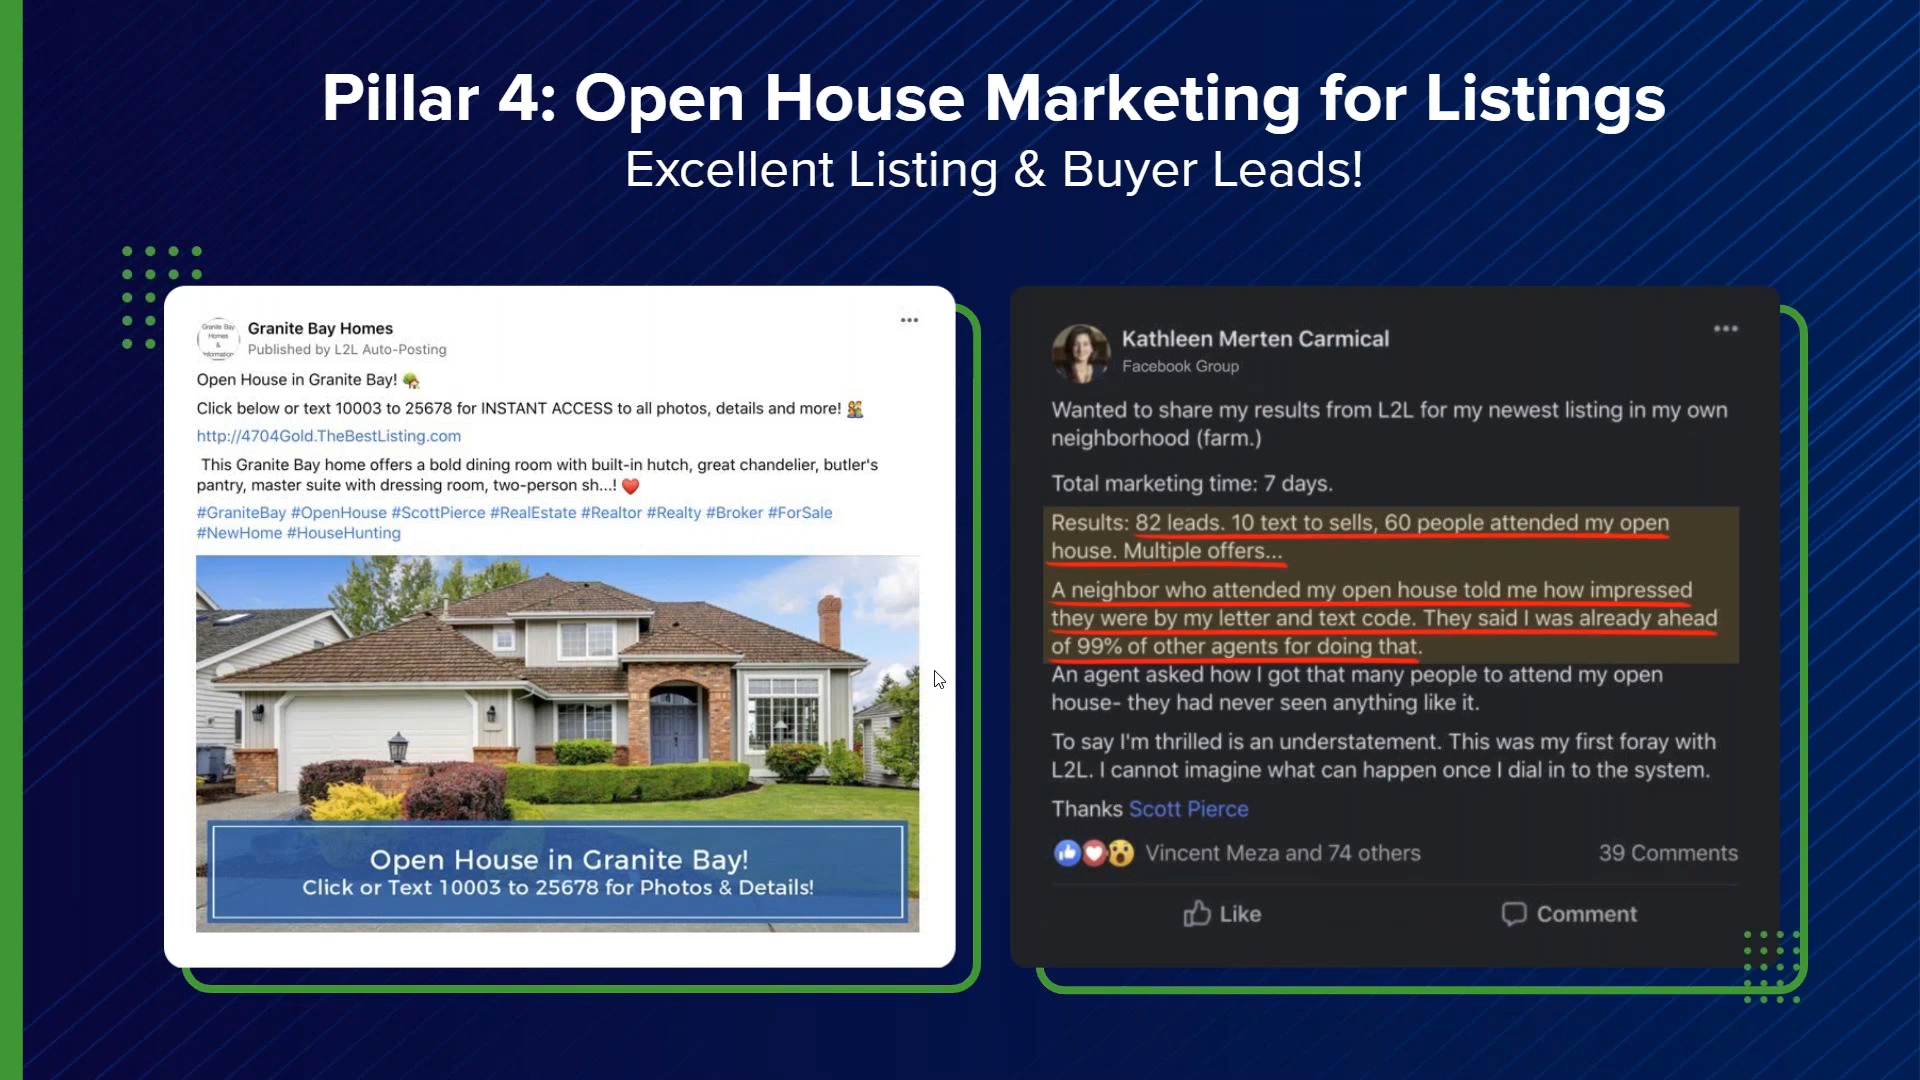 Pillar 4: Open House Marketing for Listings
Excellent Listing & Buyer Leads!
Granite Bay
Homes
&
Information
Granite Bay Homes
Published by L2L Auto-Posting
Open House in Granite Bay! 🏡
Click below or text 10003 to 25678 for INSTANT ACCESS to all photos, details and more! 👫
http://4704Gold.TheBestListing.com
This Granite Bay home offers a bold dining room with built-in hutch, great chandelier, butler's
pantry, master suite with dressing room, two-person sh...! ❤️
#GraniteBay #OpenHouse #ScottPierce #RealEstate #Realtor #Realty #Broker #ForSale
#NewHome #HouseHunting
Open House in Granite Bay!
Click or Text 10003 to 25678 for Photos & Details!
Kathleen Merten Carmical
Facebook Group
Wanted to share my results from L2L for my newest listing in my own
neighborhood (farm.)
Total marketing time: 7 days.
Results: 82 leads. 10 text to sells, 60 people attended my open
house. Multiple offers...
A neighbor who attended my open house told me how impressed
they were by my letter and text code. They said I was already ahead
of 99% of other agents for doing that.
An agent asked how I got that many people to attend my open
house- they had never seen anything like it.
To say I'm thrilled is an understatement. This was my first foray with
L2L. I cannot imagine what can happen once I dial in to the system.
Thanks Scott Pierce
Vincent Meza and 74 others
39 Comments
Like
Comment